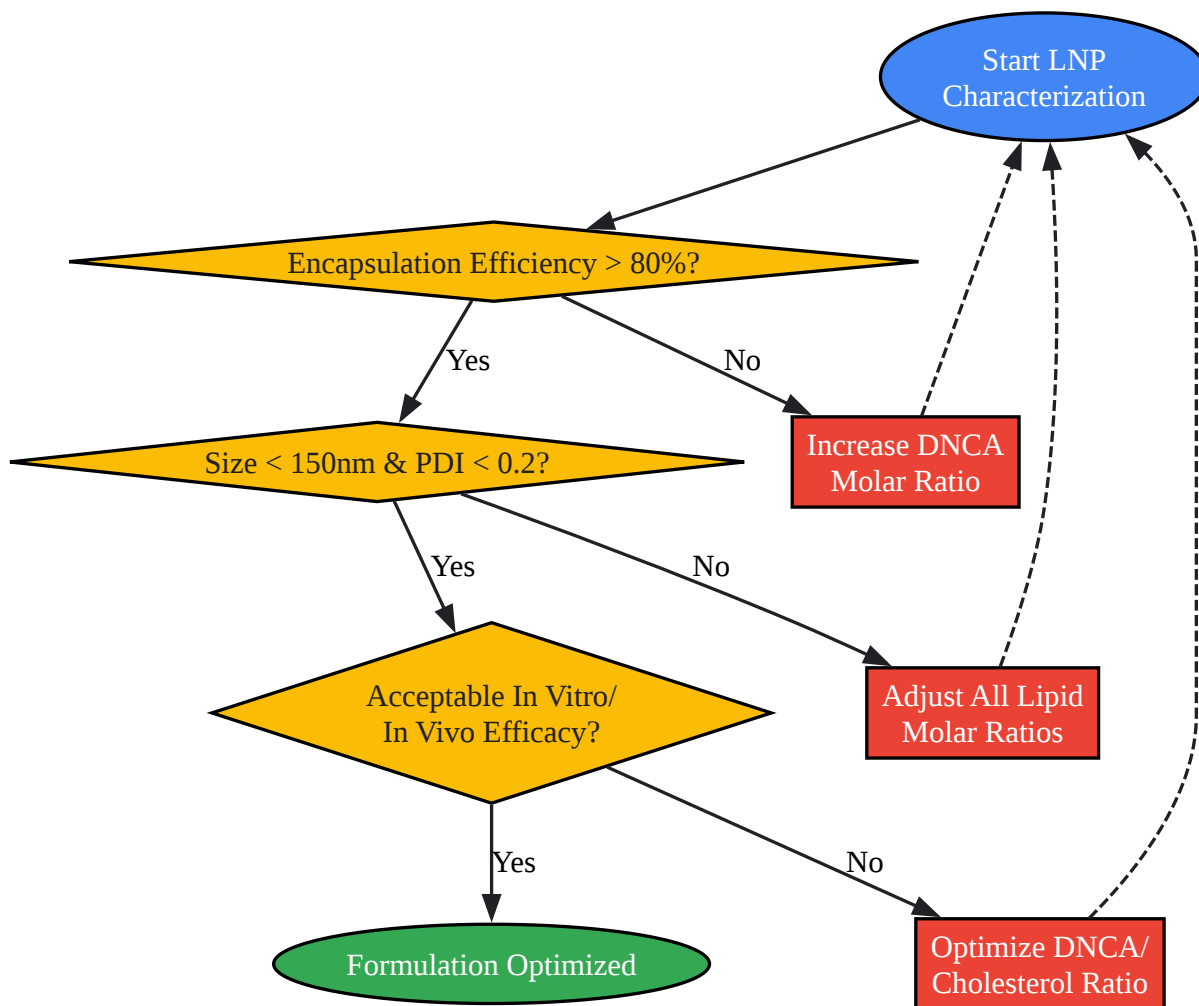 Start LNP
Characterization
Encapsulation Efficiency > 80%?
Yes
No
Increase DNCA
Molar Ratio
Size < 150nm & PDI < 0.2?
Yes
No
Adjust All Lipid
Molar Ratios
Acceptable In Vitro/
In Vivo Efficacy?
Yes
No
Formulation Optimized
Optimize DNCA/
Cholesterol Ratio